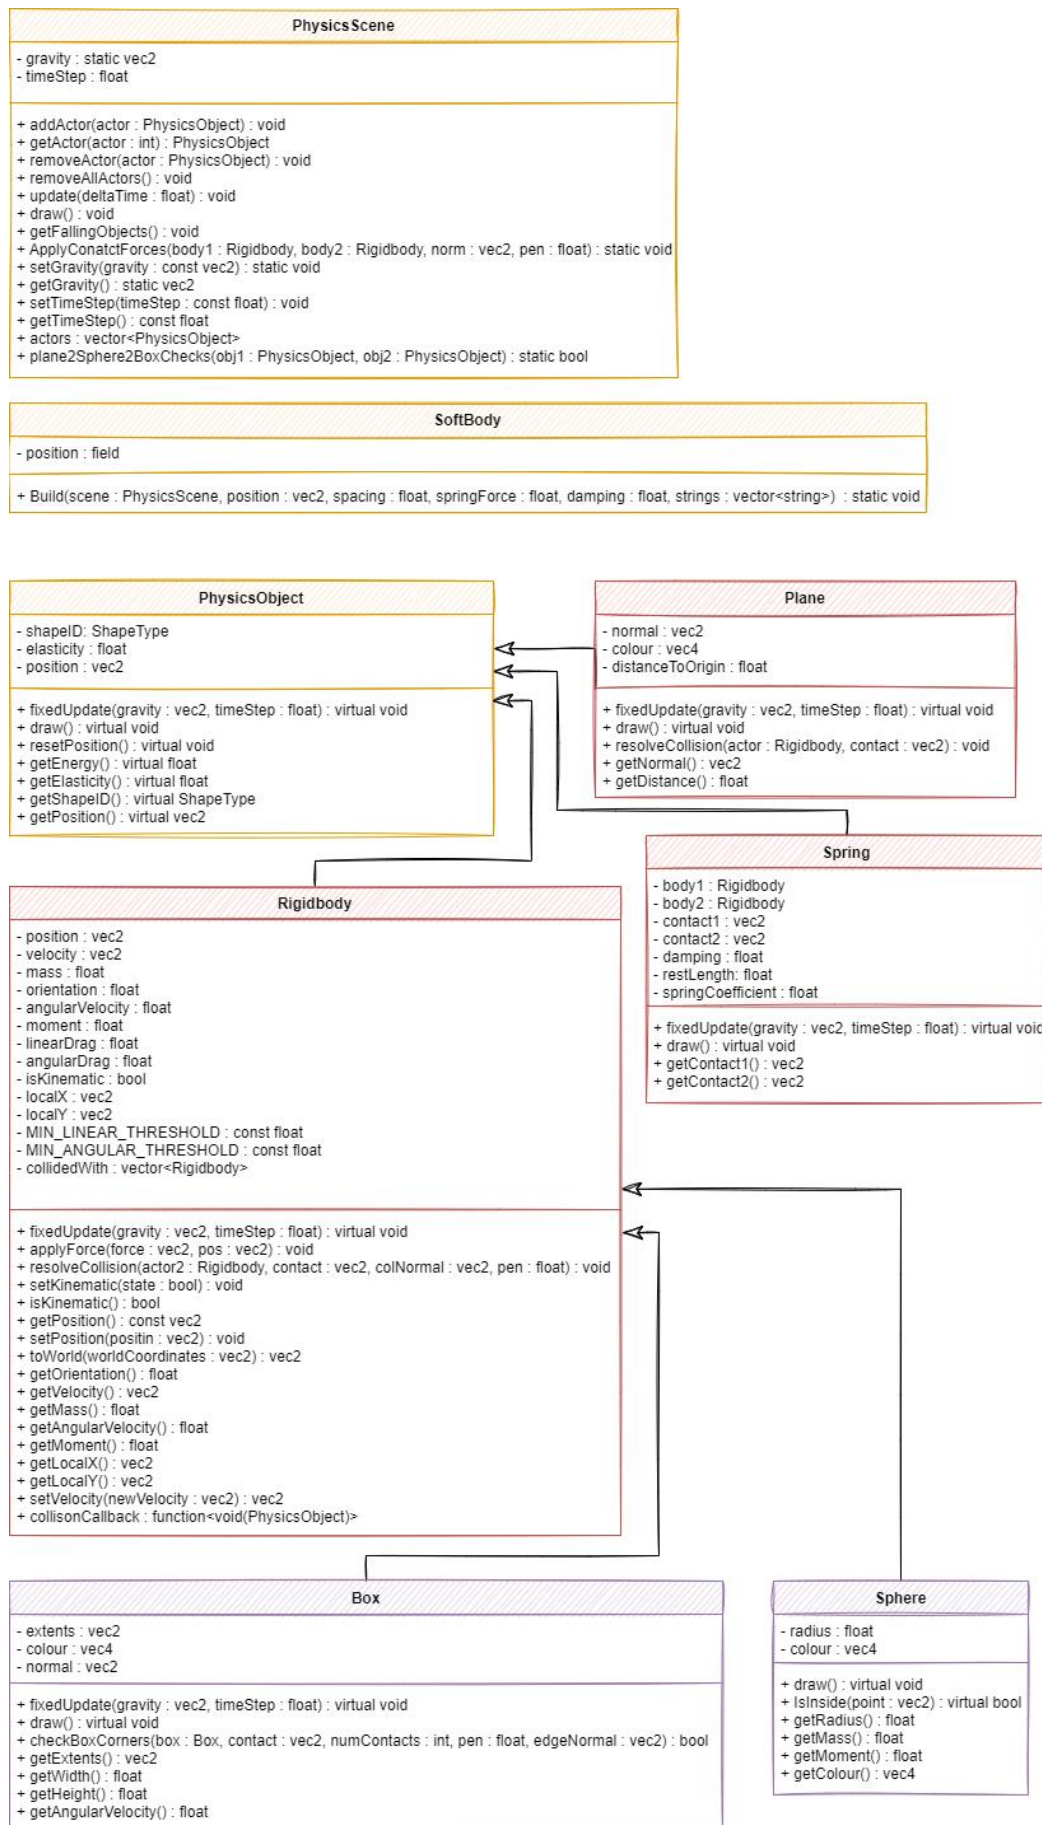 PhysicsScene
- gravity : static vec2
- timeStep : float
+ addActor(actor : PhysicsObject) : void
+ getActor(actor : int) : PhysicsObject
+ removeActor(actor : PhysicsObject) : void
+ removeAllActors() : void
+ update(deltaTime : float) : void
+ draw() : void
+ getFallingObjects() : void
+ ApplyConatctForces(body1 : Rigidbody, body2 : Rigidbody, norm : vec2, pen : float) : static void
+ setGravity(gravity : const vec2) : static void
+ getGravity() : static vec2
+ setTimeStep(timeStep : const float) : void
+ getTimeStep() : const float
+ actors : vector<PhysicsObject>
+ plane2Sphere2BoxChecks(obj1 : PhysicsObject, obj2 : PhysicsObject) : static bool
SoftBody
- position : field
+ Build(scene : PhysicsScene, position : vec2, spacing : float, springForce : float, damping : float, strings : vector<string>) : static void
PhysicsObject
- shapeID: ShapeType
- elasticity : float
- position : vec2
+ fixedUpdate(gravity : vec2, timeStep : float) : virtual void
+ draw() : virtual void
+ resetPosition() : virtual void
+ getEnergy() : virtual float
+ getElasticity() : virtual float
+ getShapeID() : virtual ShapeType
+ getPosition() : virtual vec2
Plane
- normal : vec2
- colour : vec4
- distanceToOrigin : float
+ fixedUpdate(gravity : vec2, timeStep : float) : virtual void
+ draw() : virtual void
+ resolveCollision(actor : Rigidbody, contact : vec2) : void
+ getNormal() : vec2
+ getDistance() : float
Spring
- body1 : Rigidbody
- body2 : Rigidbody
- contact1 : vec2
- contact2 : vec2
- damping : float
- restLength: float
- springCoefficient : float
+ fixedUpdate(gravity : vec2, timeStep : float) : virtual void
+ draw() : virtual void
+ getContact1() : vec2
+ getContact2() : vec2
Rigidbody
- position : vec2
- velocity : vec2
- mass : float
- orientation : float
- angularVelocity : float
- moment : float
- linearDrag : float
- angularDrag : float
- isKinematic : bool
- localX : vec2
- localY : vec2
- MIN_LINEAR_THRESHOLD : const float
- MIN_ANGULAR_THRESHOLD : const float
- collidedWith : vector<Rigidbody>
+ fixedUpdate(gravity : vec2, timeStep : float) : virtual void
+ applyForce(force : vec2, pos : vec2) : void
+ resolveCollision(actor2 : Rigidbody, contact : vec2, colNormal : vec2, pen : float) : void
+ setKinematic(state : bool) : void
+ isKinematic() : bool
+ getPosition() : const vec2
+ setPosition(positin : vec2) : void
+ toWorld(worldCoordinates : vec2) : vec2
+ getOrientation() : float
+ getVelocity() : vec2
+ getMass() : float
+ getAngularVelocity() : float
+ getMoment() : float
+ getLocalX() : vec2
+ getLocalY() : vec2
+ setVelocity(newVelocity : vec2) : vec2
+ collisonCallback : function<void(PhysicsObject)>
Box
- extents : vec2
- colour : vec4
- normal : vec2
+ fixedUpdate(gravity : vec2, timeStep : float) : virtual void
+ draw() : virtual void
+ checkBoxCorners(box : Box, contact : vec2, numContacts : int, pen : float, edgeNormal : vec2) : bool
+ getExtents() : vec2
+ getWidth() : float
+ getHeight() : float
+ getAngularVelocity() : float
Sphere
- radius : float
- colour : vec4
+ draw() : virtual void
+ IsInside(point : vec2) : virtual bool
+ getRadius() : float
+ getMass() : float
+ getMoment() : float
+ getColour() : vec4